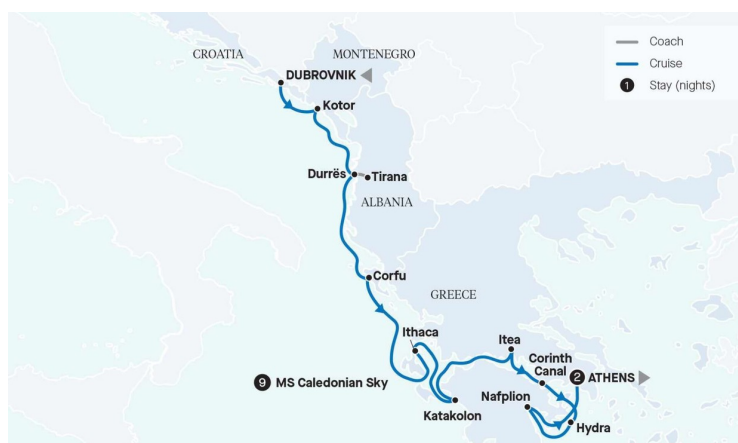 Coach
Cruise
1 Stay (nights)
CROATIA
MONTENEGRO
DUBROVNIK
Kotor
Durrës
Tirana
ALBANIA
Corfu
GREECE
Ithaca
Itea
Corinth
Canal
9 MS Caledonian Sky
2 ATHENS
Nafplion
Katakolon
Hydra